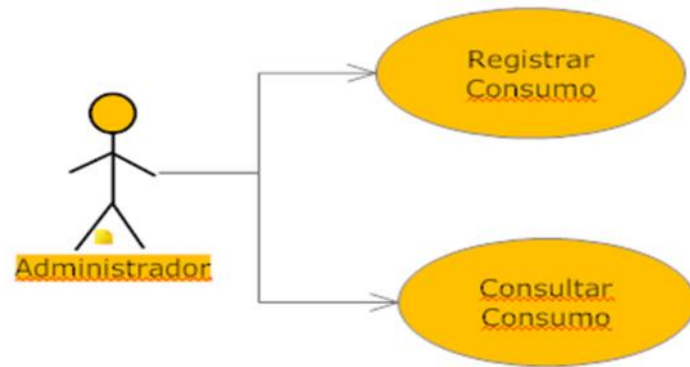 Registrar
Consumo
Administrador
Consultar
Consumo